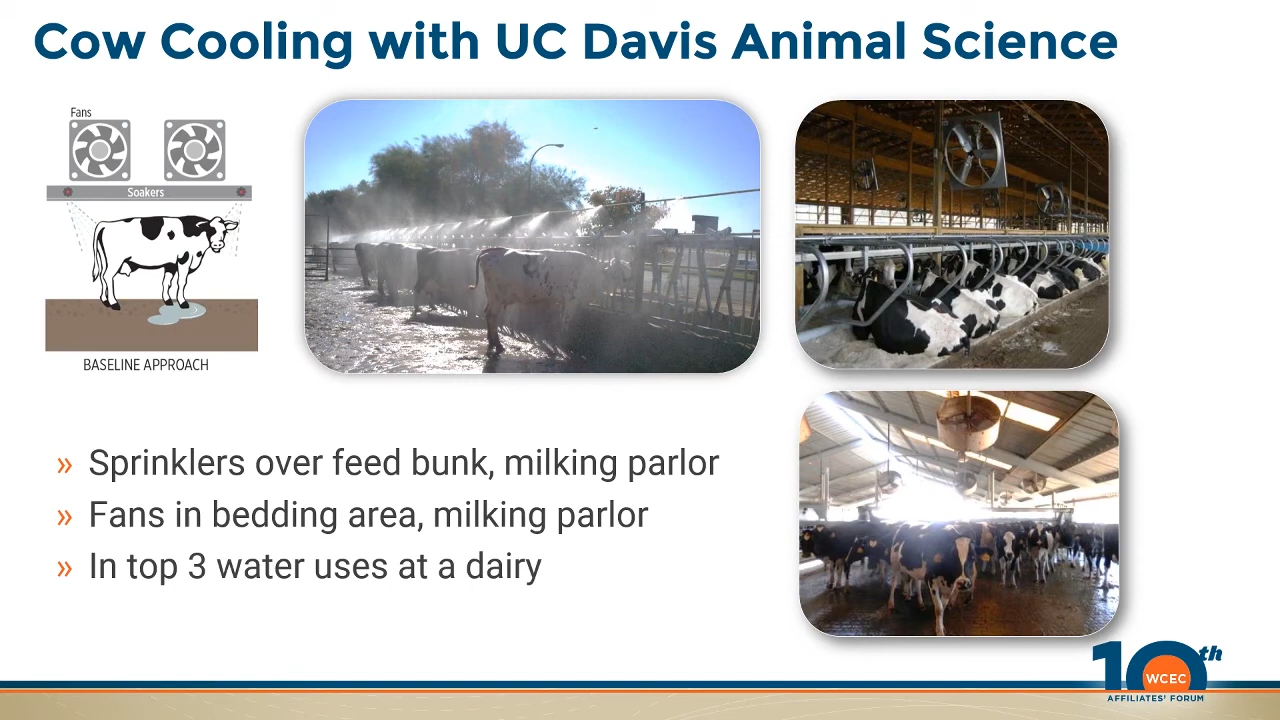 Cow Cooling with UC Davis Animal Science
Fans
Soakers
BASELINE APPROACH
» Sprinklers over feed bunk, milking parlor
» Fans in bedding area, milking parlor
» In top 3 water uses at a dairy
10th
WCEC
AFFILIATES' FORUM